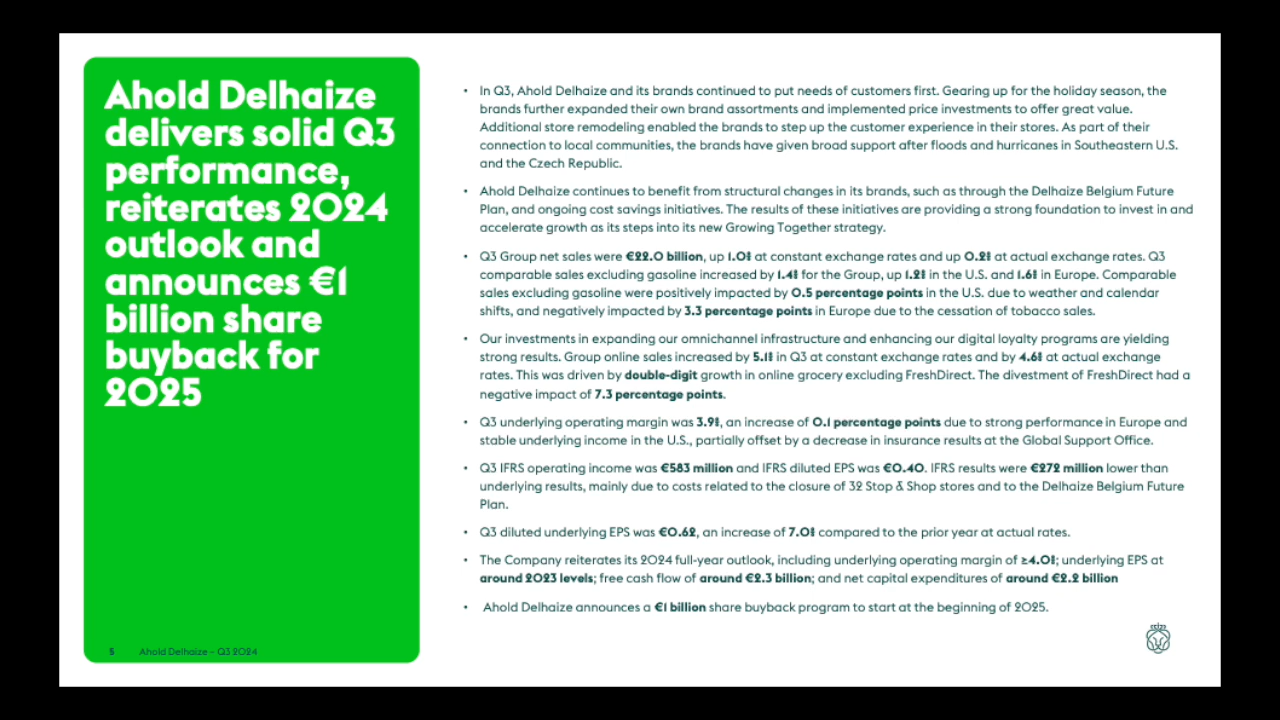 Ahold Delhaize
delivers solid Q3
performance,
reiterates 2024
outlook and
announces €1
billion share
buyback for
2025
• In Q3, Ahold Delhaize and its brands continued to put needs of customers first. Gearing up for the holiday season, the
brands further expanded their own brand assortments and implemented price investments to offer great value.
Additional store remodeling enabled the brands to step up the customer experience in their stores. As part of their
connection to local communities, the brands have given broad support after floods and hurricanes in Southeastern U.S.
and the Czech Republic.
• Ahold Delhaize continues to benefit from structural changes in its brands, such as through the Delhaize Belgium Future
Plan, and ongoing cost savings initiatives. The results of these initiatives are providing a strong foundation to invest in and
accelerate growth as its steps into its new Growing Together strategy.
• Q3 Group net sales were €22.0 billion, up 1.0% at constant exchange rates and up 0.2% at actual exchange rates. Q3
comparable sales excluding gasoline increased by 1.4% for the Group, up 1.2% in the U.S. and 1.6% in Europe. Comparable
sales excluding gasoline were positively impacted by 0.5 percentage points in the U.S. due to weather and calendar
shifts, and negatively impacted by 3.3 percentage points in Europe due to the cessation of tobacco sales.
• Our investments in expanding our omnichannel infrastructure and enhancing our digital loyalty programs are yielding
strong results. Group online sales increased by 5.1% in Q3 at constant exchange rates and by 4.6% at actual exchange
rates. This was driven by double-digit growth in online grocery excluding FreshDirect. The divestment of FreshDirect had a
negative impact of 7.3 percentage points.
• Q3 underlying operating margin was 3.9%, an increase of 0.1 percentage points due to strong performance in Europe and
stable underlying income in the U.S., partially offset by a decrease in insurance results at the Global Support Office.
• Q3 IFRS operating income was €583 million and IFRS diluted EPS was €0.40. IFRS results were €272 million lower than
underlying results, mainly due to costs related to the closure of 32 Stop & Shop stores and to the Delhaize Belgium Future
Plan.
• Q3 diluted underlying EPS was €0.62, an increase of 7.0% compared to the prior year at actual rates.
• The Company reiterates its 2024 full-year outlook, including underlying operating margin of ≥4.0%; underlying EPS at
around 2023 levels; free cash flow of around €2.3 billion; and net capital expenditures of around €2.2 billion
• Ahold Delhaize announces a €1 billion share buyback program to start at the beginning of 2025.
5 Ahold Delhaize – Q3 2024